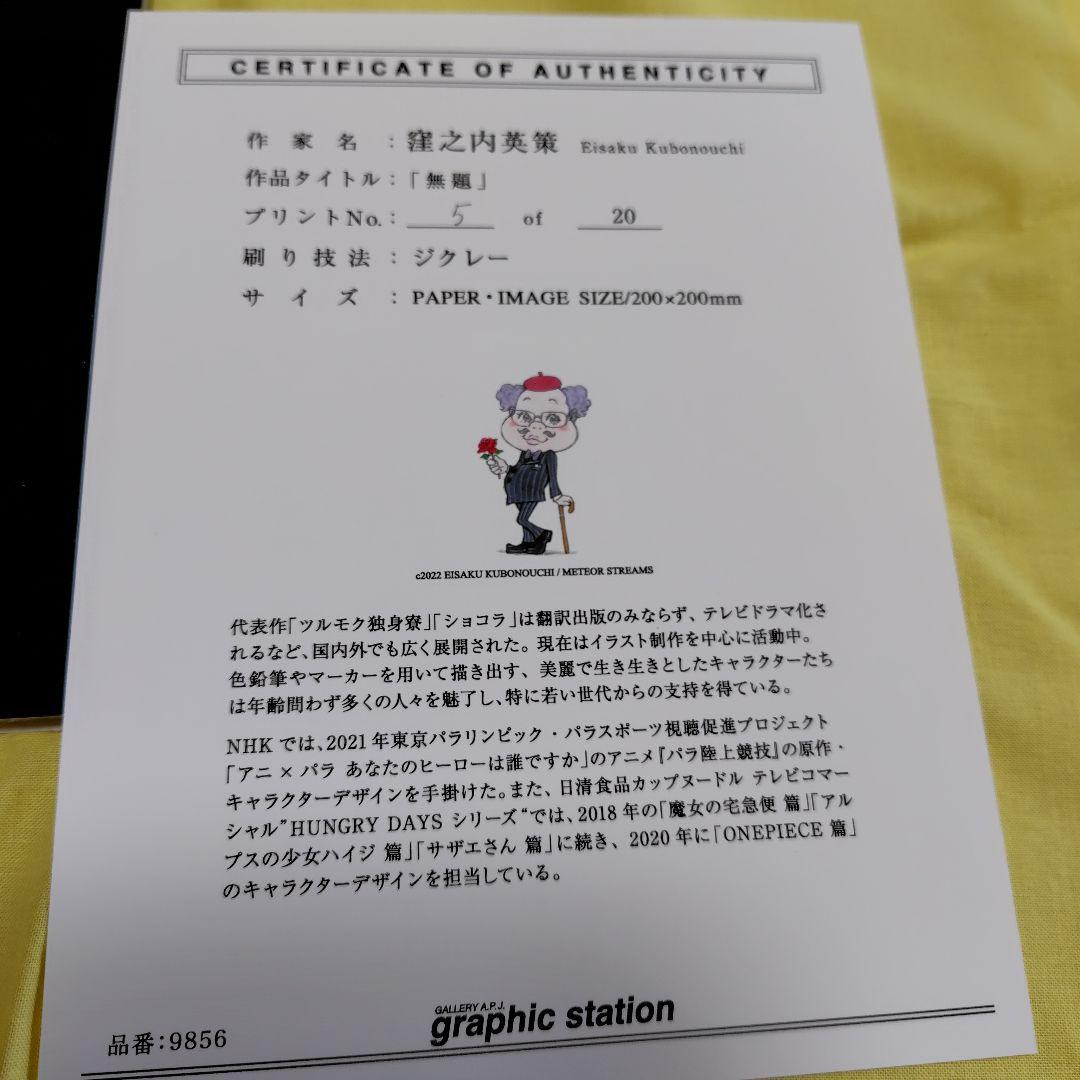 CERTIFICATE OF AUTHENTICITY
作家名：窪之内英策 Eisaku Kubonouchi
作品タイトル：「無題」
プリントNo.： 5 of 20
刷り技法：ジクレー
サイズ：PAPER・IMAGE SIZE/200×200mm
c2022 EISAKU KUBONOUCHI / METEOR STREAMS
代表作「ツルモク独身寮」「ショコラ」は翻訳出版のみならず、テレビドラマ化さ
れるなど、国内外でも広く展開された。現在はイラスト制作を中心に活動中。
色鉛筆やマーカーを用いて描き出す、美麗で生き生きとしたキャラクターたち
は年齢問わず多くの人々を魅了し、特に若い世代からの支持を得ている。
NHKでは、2021年東京パラリンピック・パラスポーツ視聴促進プロジェクト
「アニ×パラ あなたのヒーローは誰ですか」のアニメ『パラ陸上競技』の原作・
キャラクターデザインを手掛けた。また、日清食品カップヌードル テレビコマー
シャル"HUNGRY DAYS シリーズ"では、2018年の「魔女の宅急便 篇」「アル
プスの少女ハイジ 篇」「サザエさん 篇」に続き、2020年に「ONEPIECE 篇」
のキャラクターデザインを担当している。
GALLERY A.P.J.
graphic station
品番：9856